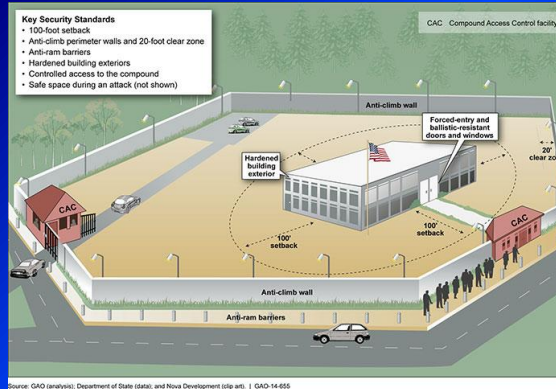 Key Security Standards
• 100-foot setback
• Anti-climb perimeter walls and 20-foot clear zone
• Anti-ram barriers
• Hardened building exteriors
• Controlled access to the compound
• Safe space during an attack (not shown)
CAC Compound Access Control facility
Anti-climb wall
Forced-entry and
ballistic-resistant
doors and windows
20'
clear zo
Hardened
building
exterior
CAC
CAC
100'
setback
100'
setback
Anti-climb wall
Anti-ram barriers
Source: GAO (analysis); Department of State (data); and Nova Development (clip art). | GAO-14-655